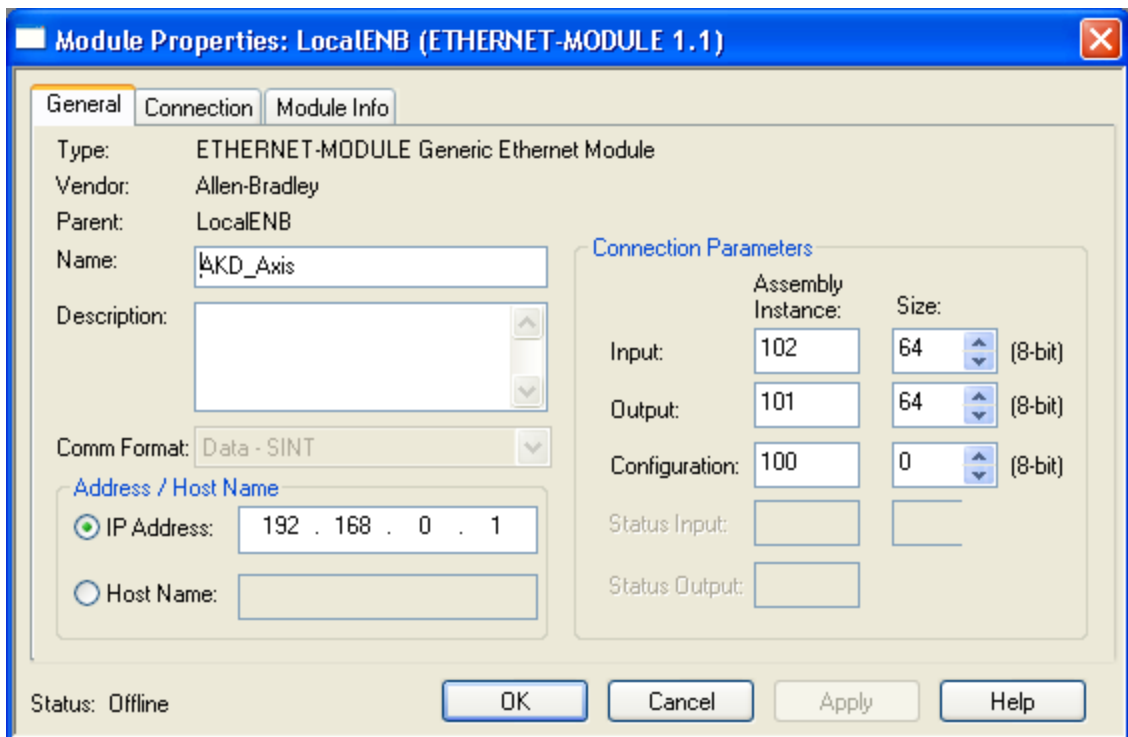 Module Properties: LocalENB (ETHERNET-MODULE 1.1)
General Connection Module Info
Type: ETHERNET-MODULE Generic Ethernet Module
Vendor: Allen-Bradley
Parent: LocalENB
Name: AKD_Axis
Description:
Comm Format: Data - SINT
Address / Host Name
IP Address: 192 . 168 . 0 . 1
Host Name:
Connection Parameters
Assembly
Instance: Size:
Input: 102 64 (8-bit)
Output: 101 64 (8-bit)
Configuration: 100 0 (8-bit)
Status Input:
Status Output:
Status: Offline OK Cancel Apply Help